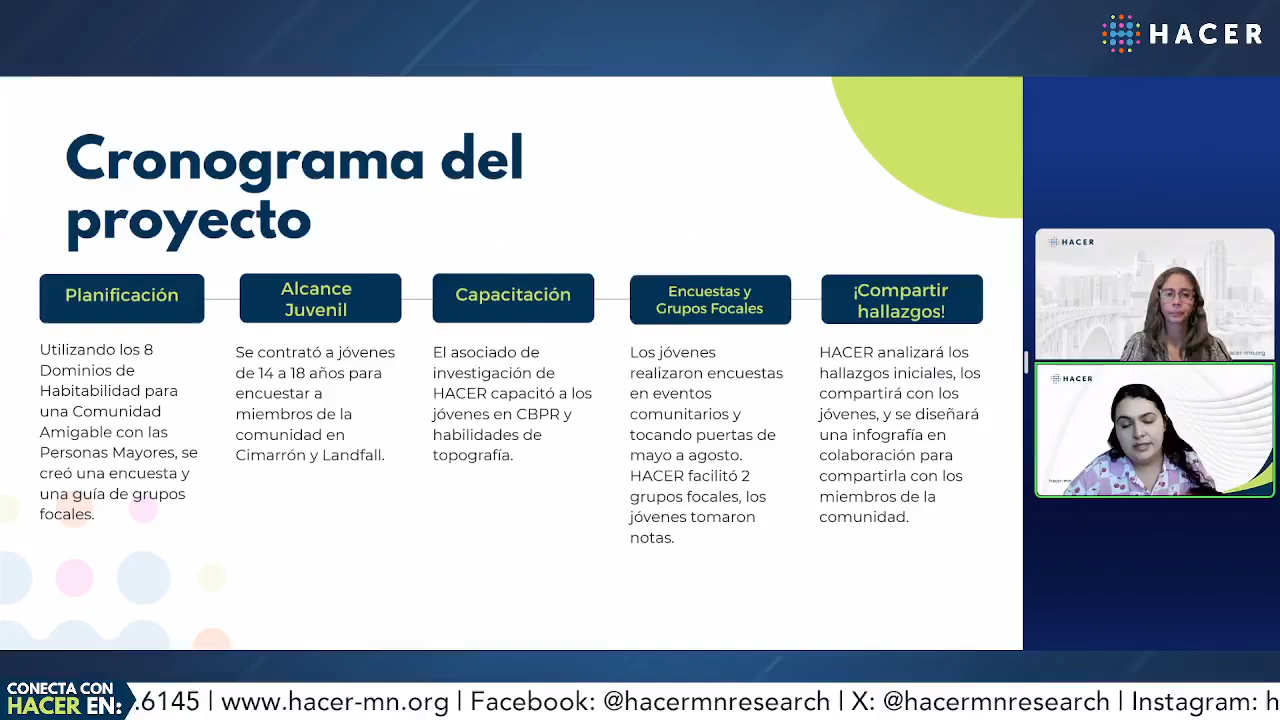 HACER
Cronograma del
proyecto
Planificación
Utilizando los 8
Dominios de
Habitabilidad para
una Comunidad
Amigable con las
Personas Mayores, se
creó una encuesta y
una guía de grupos
focales.
Alcance
Juvenil
Se contrató a jóvenes
de 14 a 18 años para
encuestar a
miembros de la
comunidad en
Cimarrón y Landfall.
Capacitación
El asociado de
investigación de
HACER capacitó a los
jóvenes en CBPR y
habilidades de
topografía.
Encuestas y
Grupos Focales
Los jóvenes
realizaron encuestas
en eventos
comunitarios y
tocando puertas de
mayo a agosto.
HACER facilitó 2
grupos focales, los
jóvenes tomaron
notas.
¡Compartir
hallazgos!
HACER analizará los
hallazgos iniciales, los
compartirá con los
jóvenes, y se diseñará
una infografía en
colaboración para
compartirla con los
miembros de la
comunidad.
HACER
HACER
CONECTA CON
HACER EN:
.6145 | www.hacer-mn.org | Facebook: @hacermnresearch | X: @hacermnresearch | Instagram: h